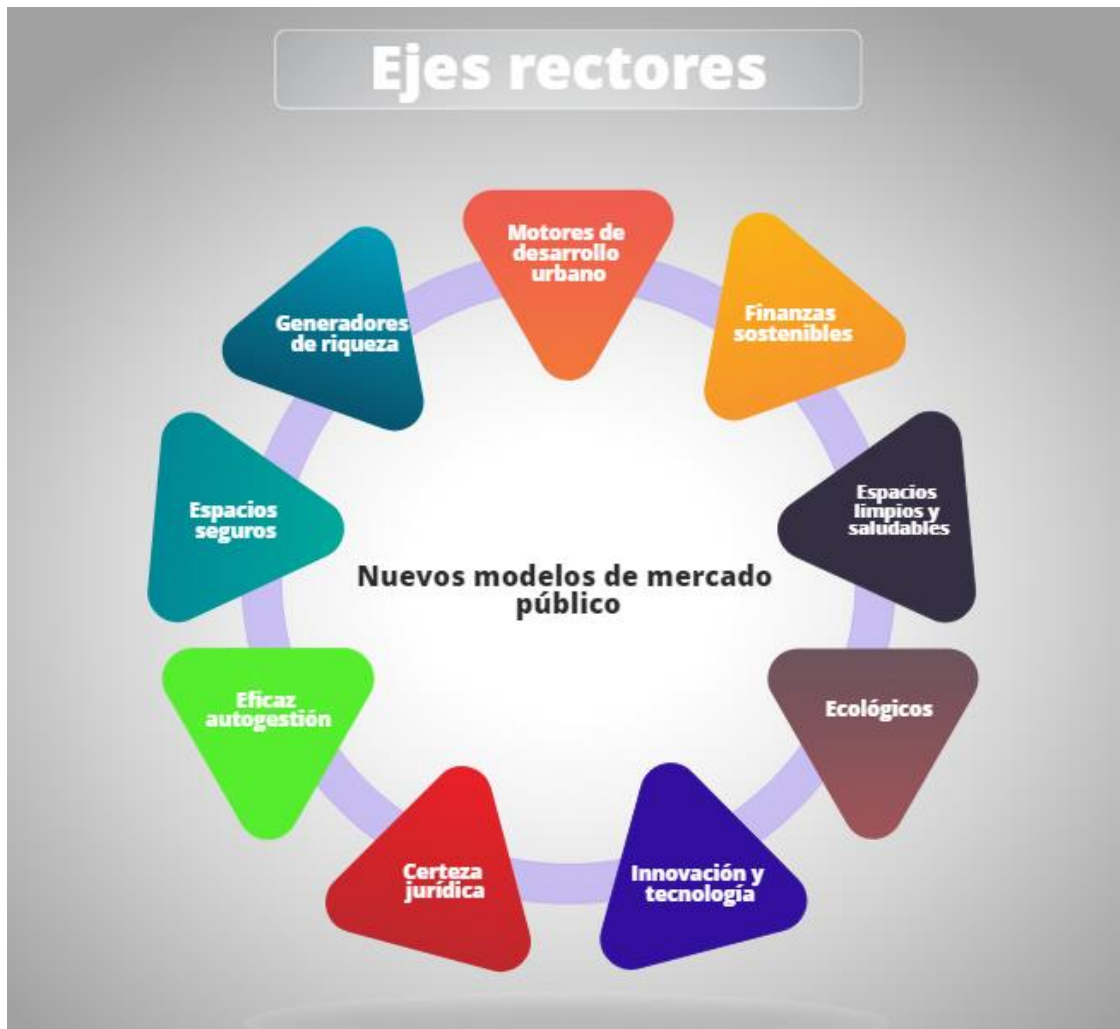 Ejes rectores
Motores de
desarrollo
urbano
Finanzas
sostenibles
Espacios
limpios y
saludables
Ecológicos
Innovación y
tecnología
Certeza
jurídica
Eficaz
autogestión
Espacios
seguros
Generadores
de riqueza
Nuevos modelos de mercado
público